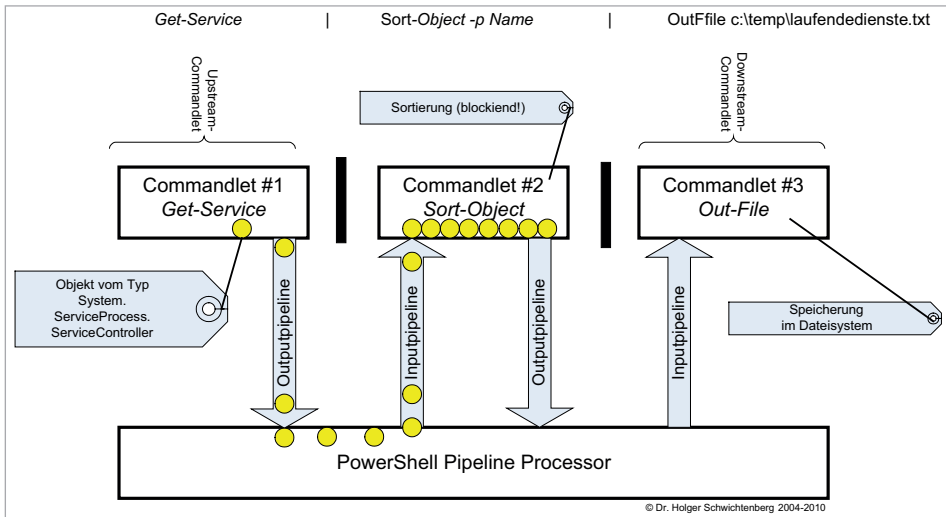 Get-Service | Sort-Object -p Name | OutFfile c:\temp\laufendedienste.txt
Upstream-
Commandlet
Sortierung (blockiend!)
Downstream-
Commandlet
Commandlet #1
Get-Service
Commandlet #2
Sort-Object
Commandlet #3
Out-File
Objekt vom Typ
System.
ServiceProcess.
ServiceController
Outputpipeline
Inputpipeline
Outputpipeline
Inputpipeline
Speicherung
im Dateisystem
PowerShell Pipeline Processor
© Dr. Holger Schwichtenberg 2004-2010